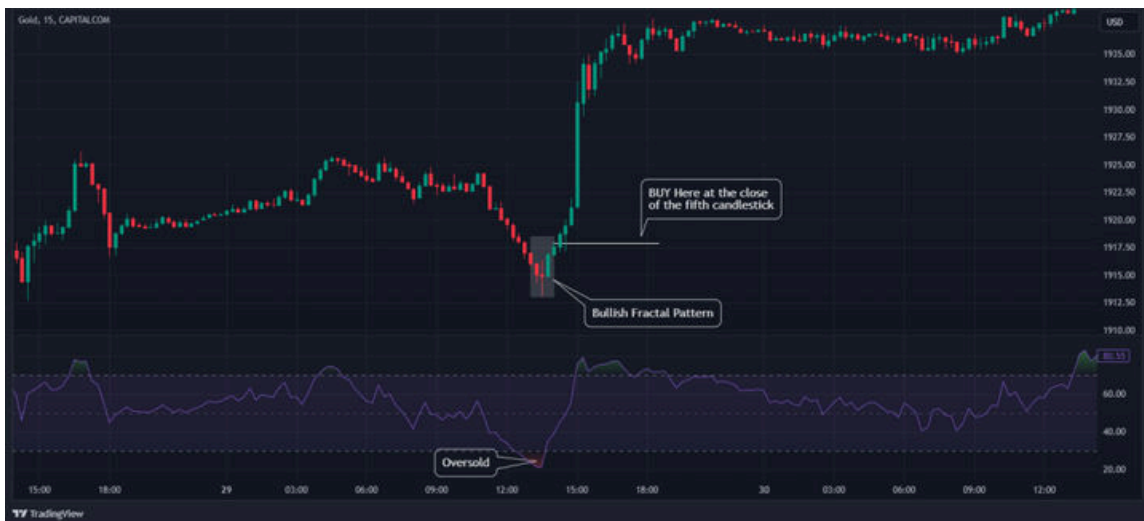 Gold, 15, CAPITALCOM
USD
1935.00
1932.50
1930.00
1927.50
1925.00
1922.50
1920.00
1917.50
1915.00
1912.50
1910.00
BUY Here at the close
of the fifth candlestick
Bullish Fractal Pattern
80.55
60.00
40.00
20.00
Oversold
15:00 18:00 29 03:00 06:00 09:00 12:00 15:00 18:00 30 03:00 06:00 09:00 12:00
TradingView